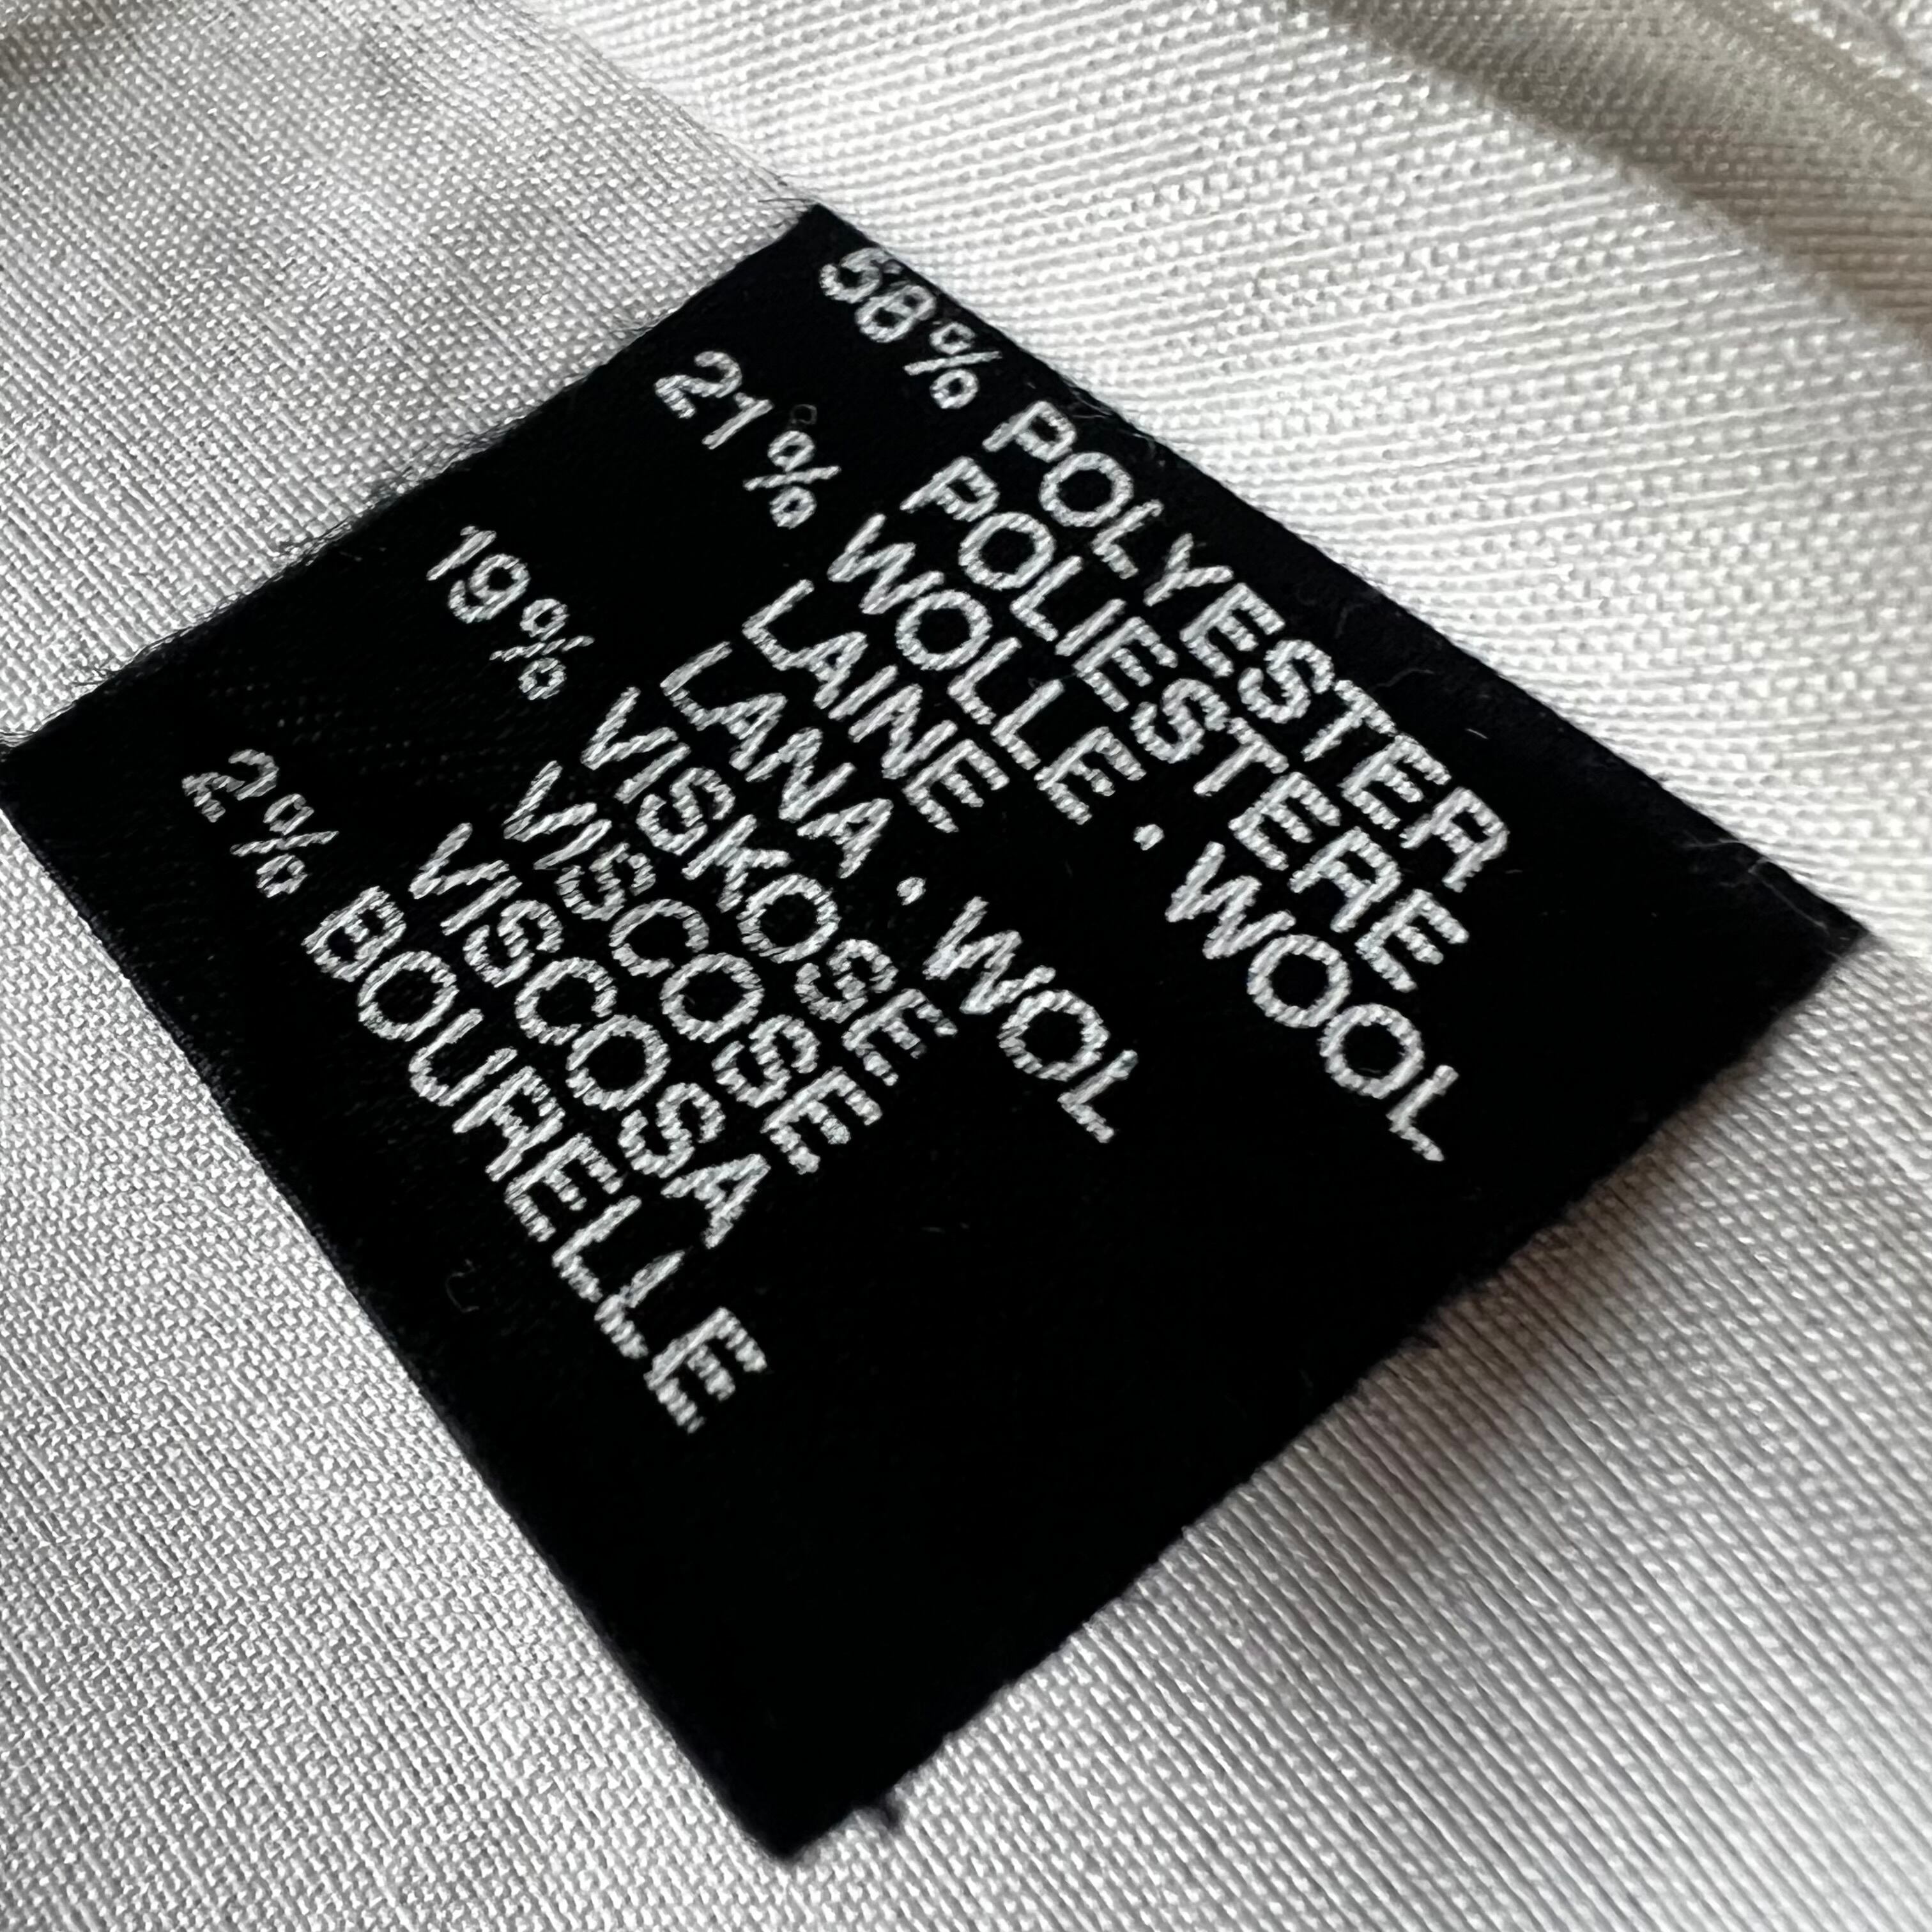 58% POLYESTER
POLIESTERE
21% WOLLE · WOOL
LAINE
LANA · WOL
19% VISKOSE
VISCOSE
VISCOSA
2% BOURELLE